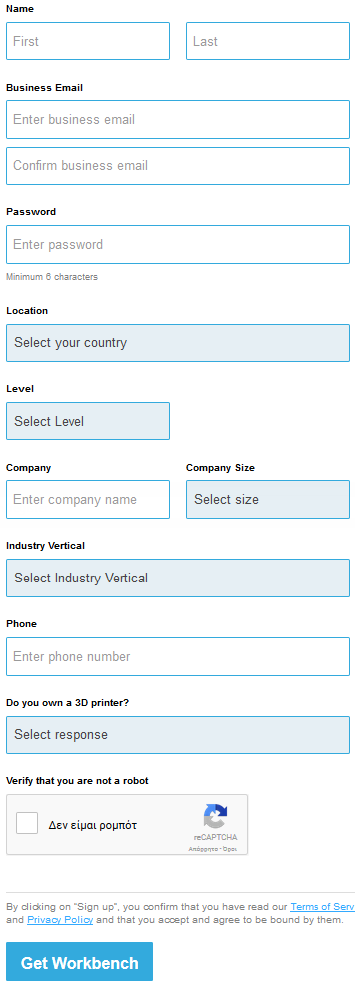 Name
First Last
Business Email
Enter business email
Confirm business email
Password
Enter password
Minimum 6 characters
Location
Select your country
Level
Select Level
Company Company Size
Enter company name Select size
Industry Vertical
Select Industry Vertical
Phone
Enter phone number
Do you own a 3D printer?
Select response
Verify that you are not a robot
Δεν είμαι ρομπότ
reCAPTCHA
Απόρρητο - Όροι
By clicking on "Sign up", you confirm that you have read our Terms of Serv
and Privacy Policy and that you accept and agree to be bound by them.
Get Workbench